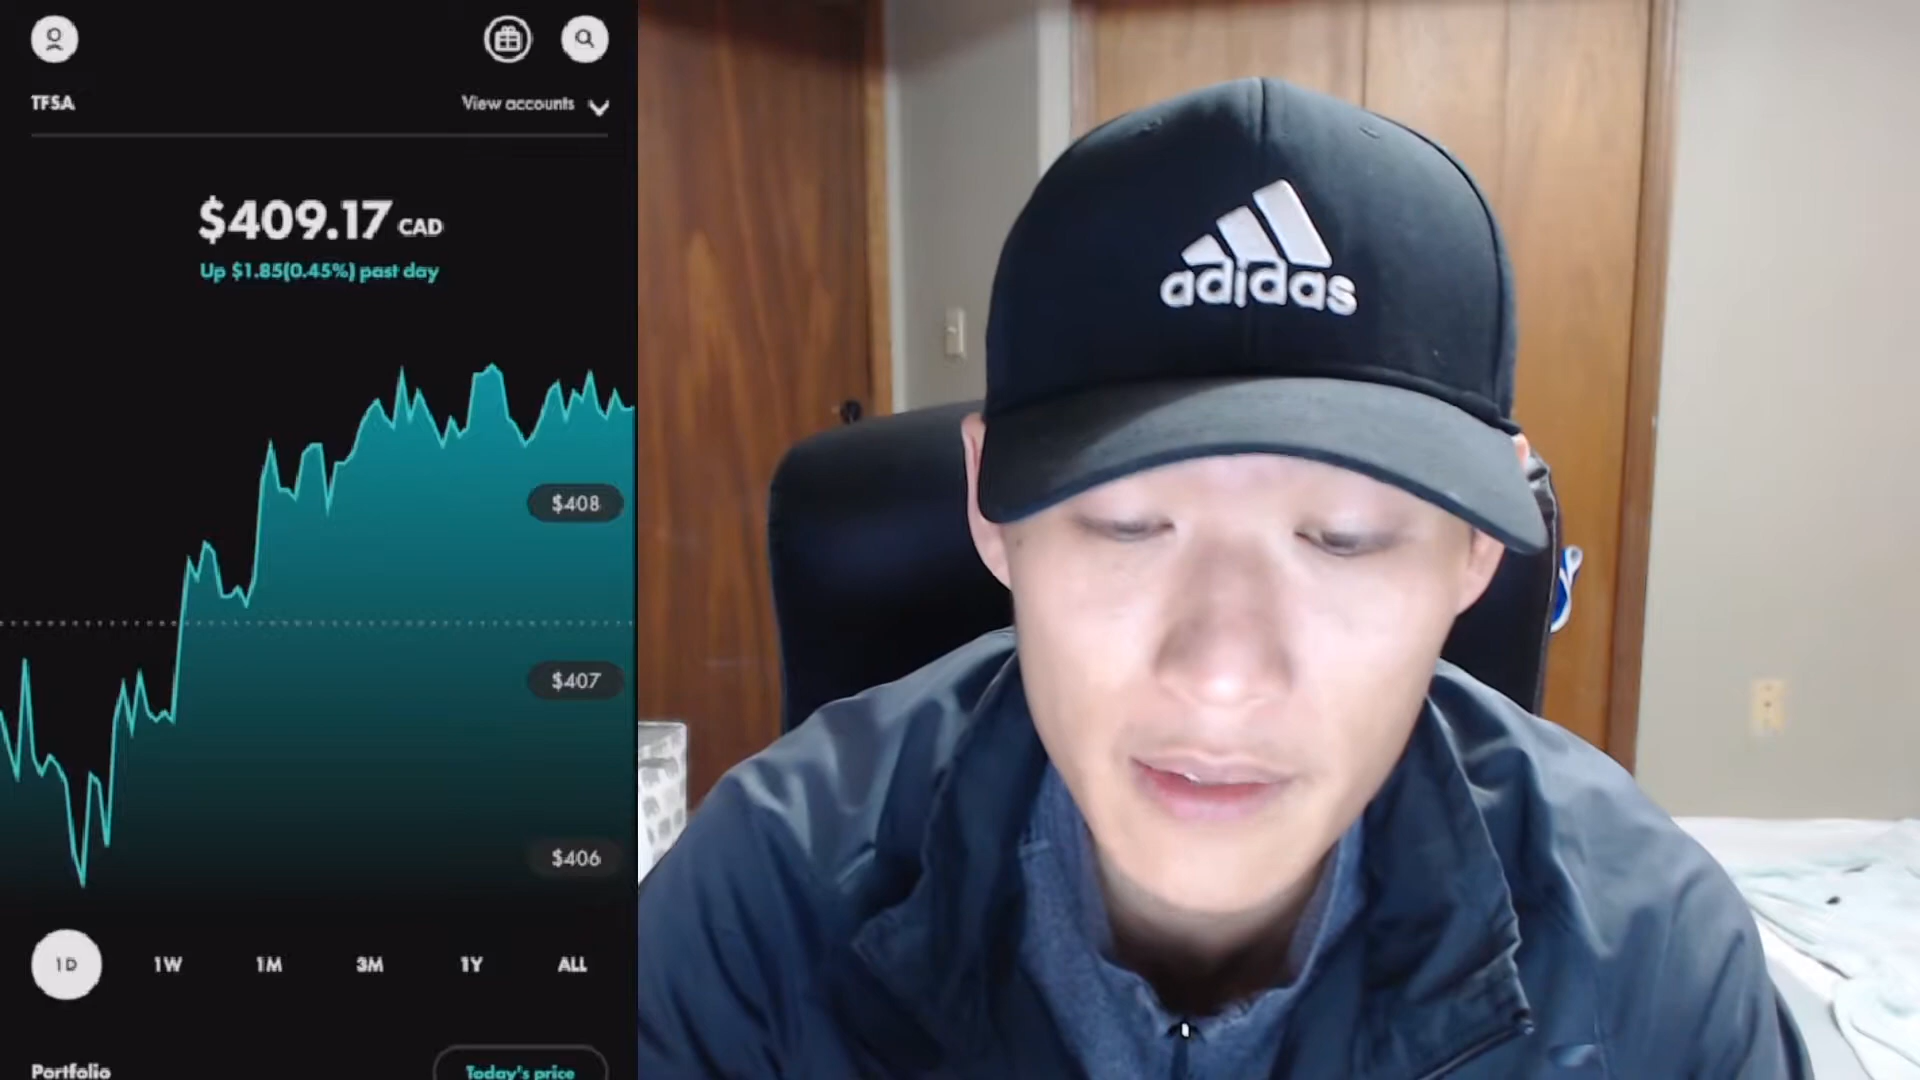 TFSA
View accounts
$409.17 CAD
Up $1.85(0.45%) past day
$408
$407
$406
1D 1W 1M 3M 1Y ALL
Portfolio
Today's price
adidas